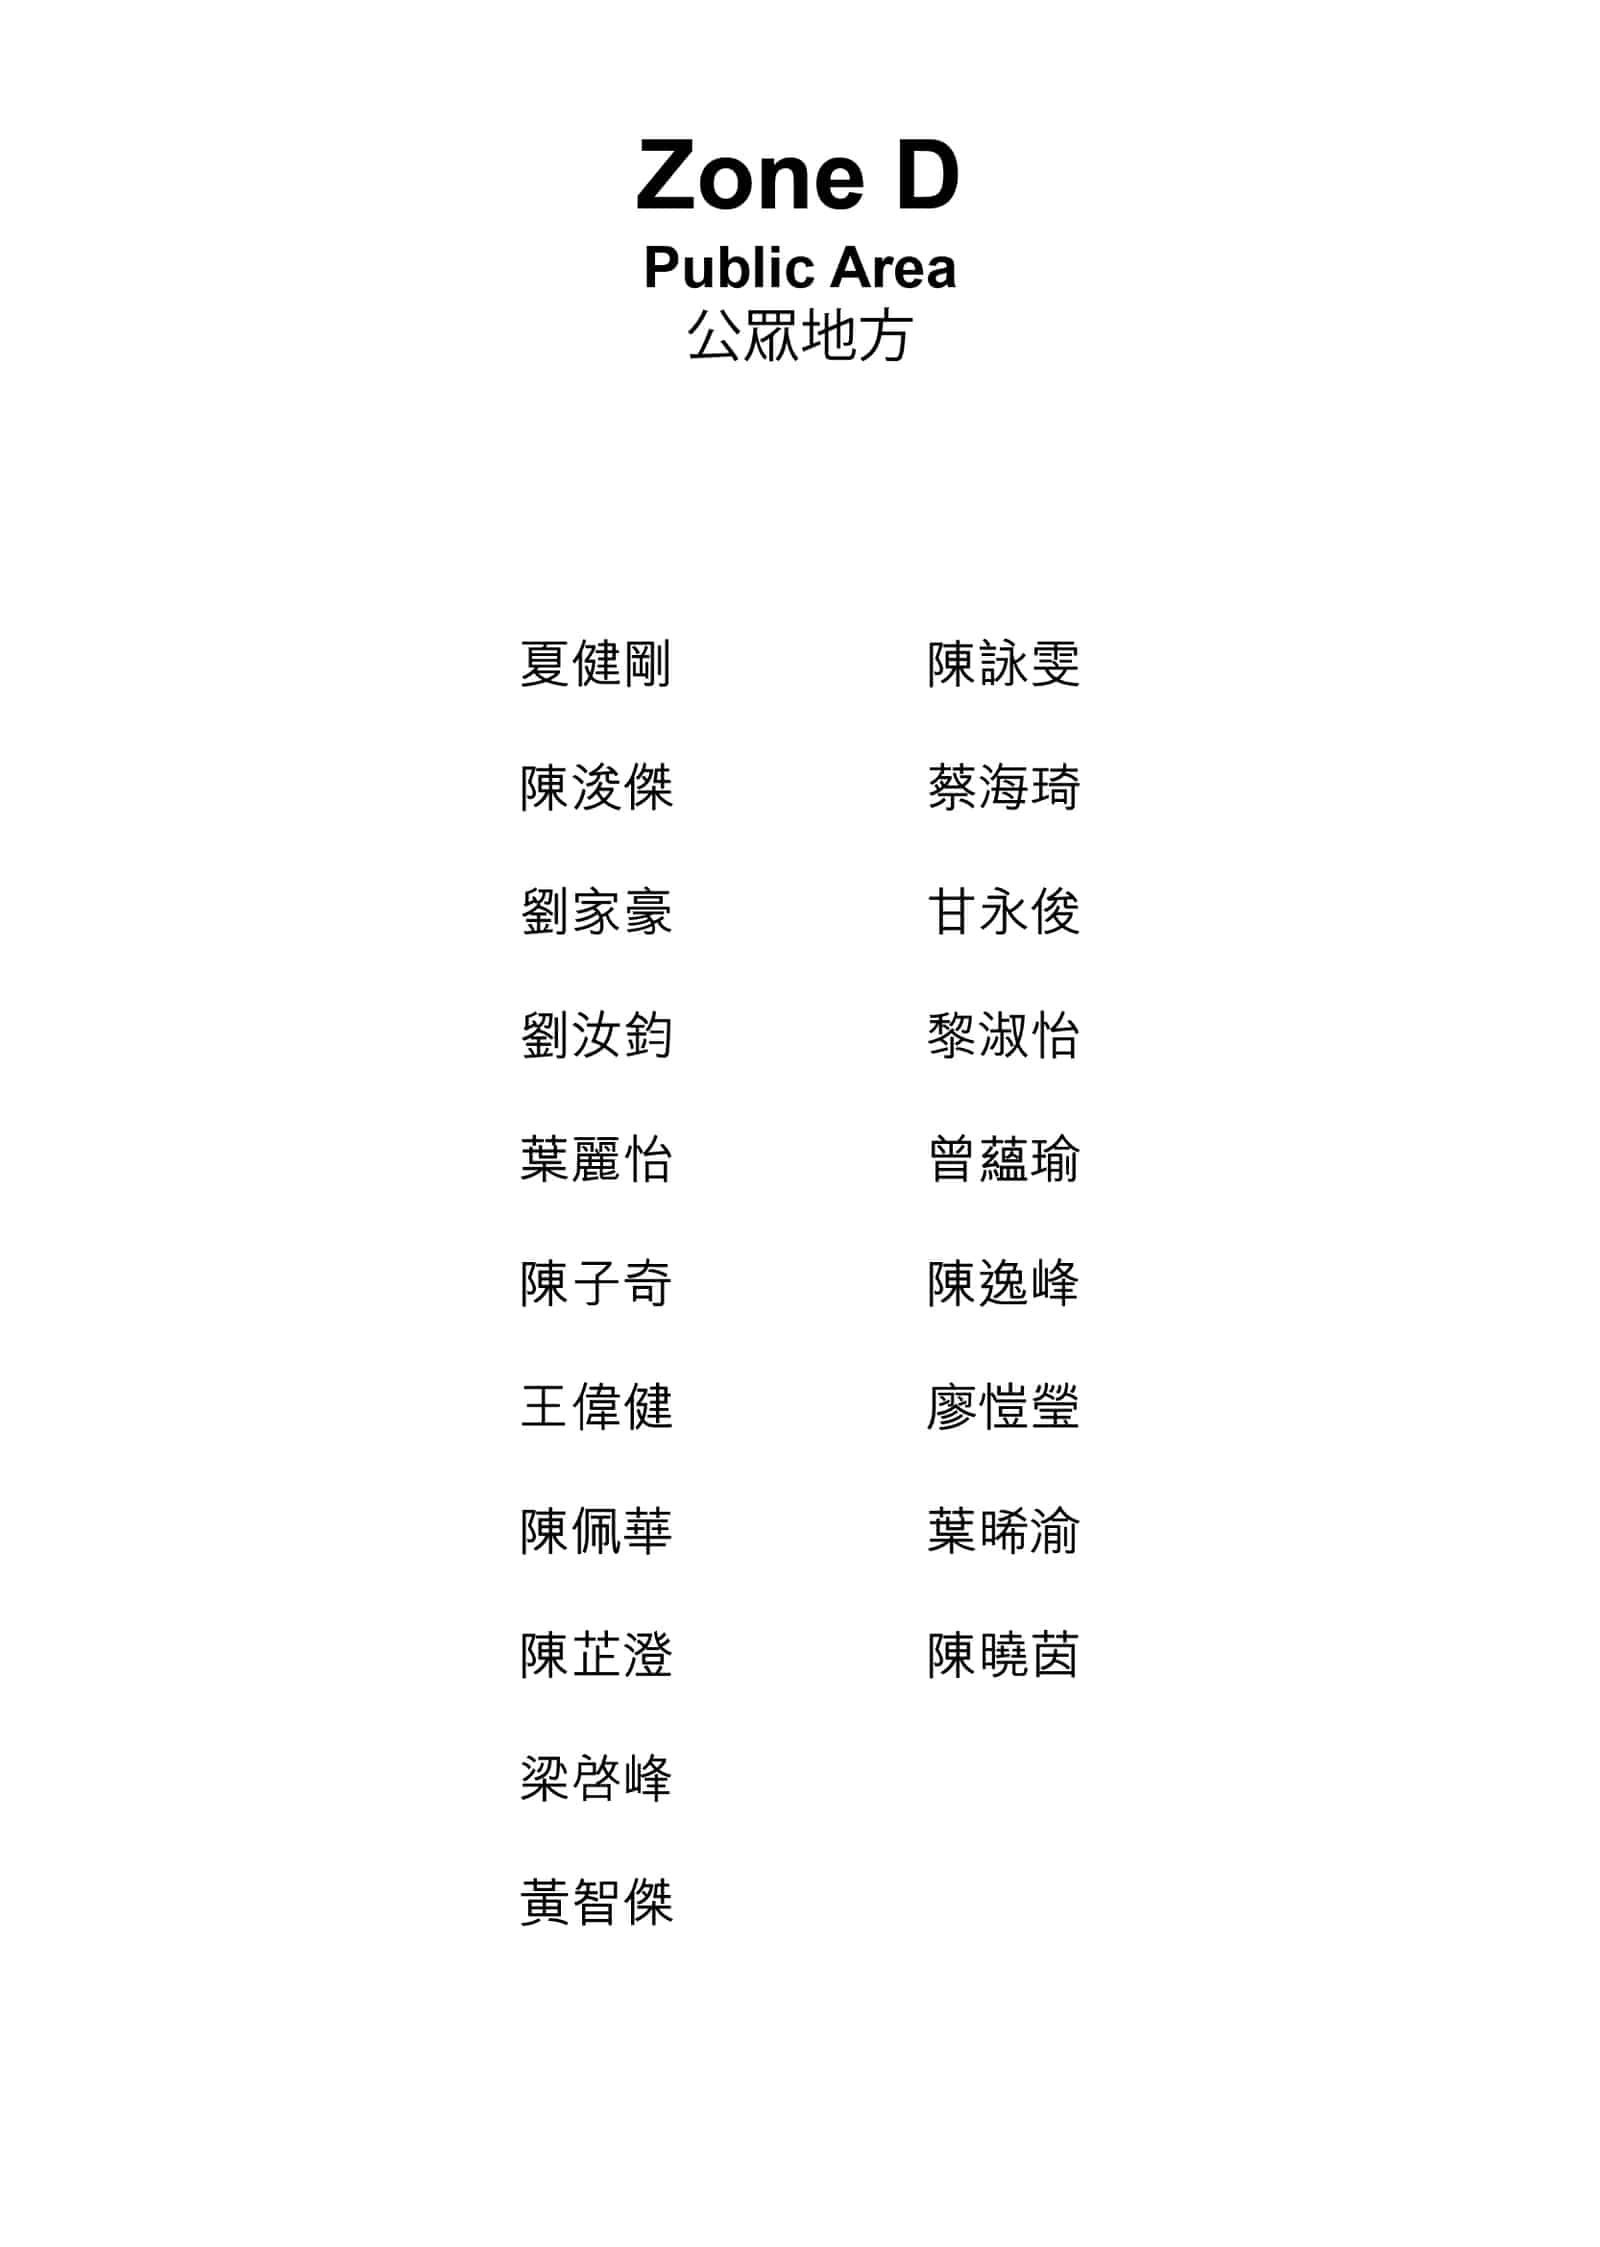 Zone D
Public Area
公眾地方
夏健剛 陳詠雯
陳浚傑 蔡海琦
劉家豪 甘永俊
劉汝鈞 黎淑怡
葉麗怡 曾蘊瑜
陳子奇 陳逸峰
王偉健 廖愷瑩
陳佩華 葉晞渝
陳芷澄 陳曉茵
梁啓峰
黃智傑